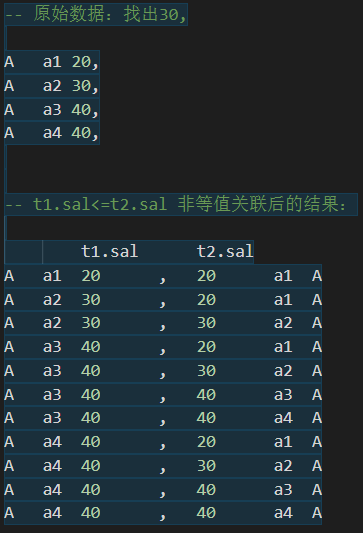 -- 原始数据：找出30,
A a1 20,
A a2 30,
A a3 40,
A a4 40,
-- t1.sal<=t2.sal 非等值关联后的结果：
t1.sal t2.sal
A a1 20 , 20 a1 A
A a2 30 , 20 a1 A
A a2 30 , 30 a2 A
A a3 40 , 20 a1 A
A a3 40 , 30 a2 A
A a3 40 , 40 a3 A
A a3 40 , 40 a4 A
A a4 40 , 20 a1 A
A a4 40 , 30 a2 A
A a4 40 , 40 a3 A
A a4 40 , 40 a4 A